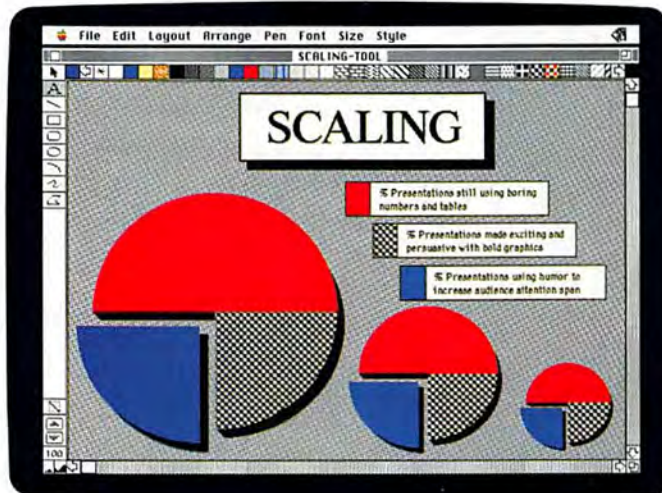 File Edit Layout Arrange Pen Font Size Style
SCALING-TOOL
A
SCALING
% Presentations still using boring
numbers and tables
% Presentations made exciting and
persuasive with bold graphics
% Presentations using humor to
increase audience attention span
100